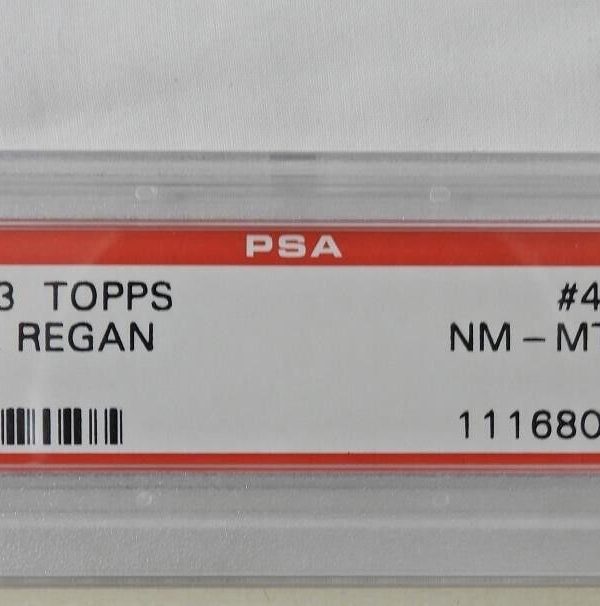 PSA
3 TOPPS #4
REGAN NM-MT
111680